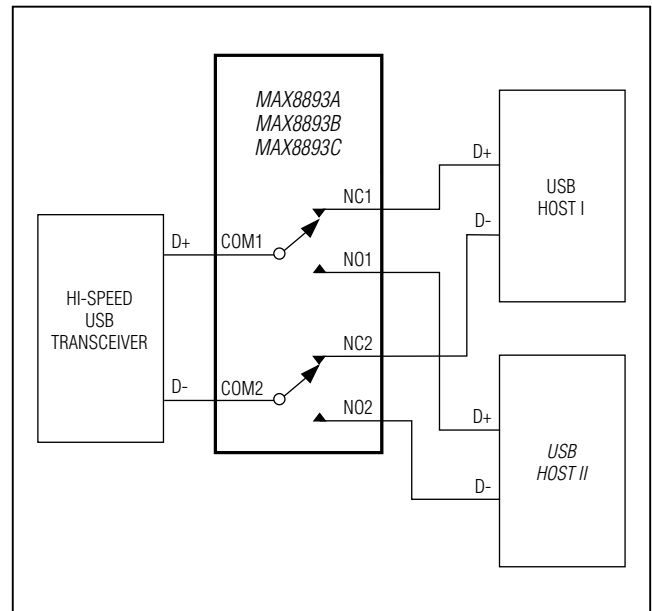 MAX8893A
MAX8893B
MAX8893C
HI-SPEED
USB
TRANSCEIVER
D+
D-
COM1
COM2
NC1
NO1
NC2
NO2
D+
D-
USB
HOST I
D+
D-
USB
HOST II